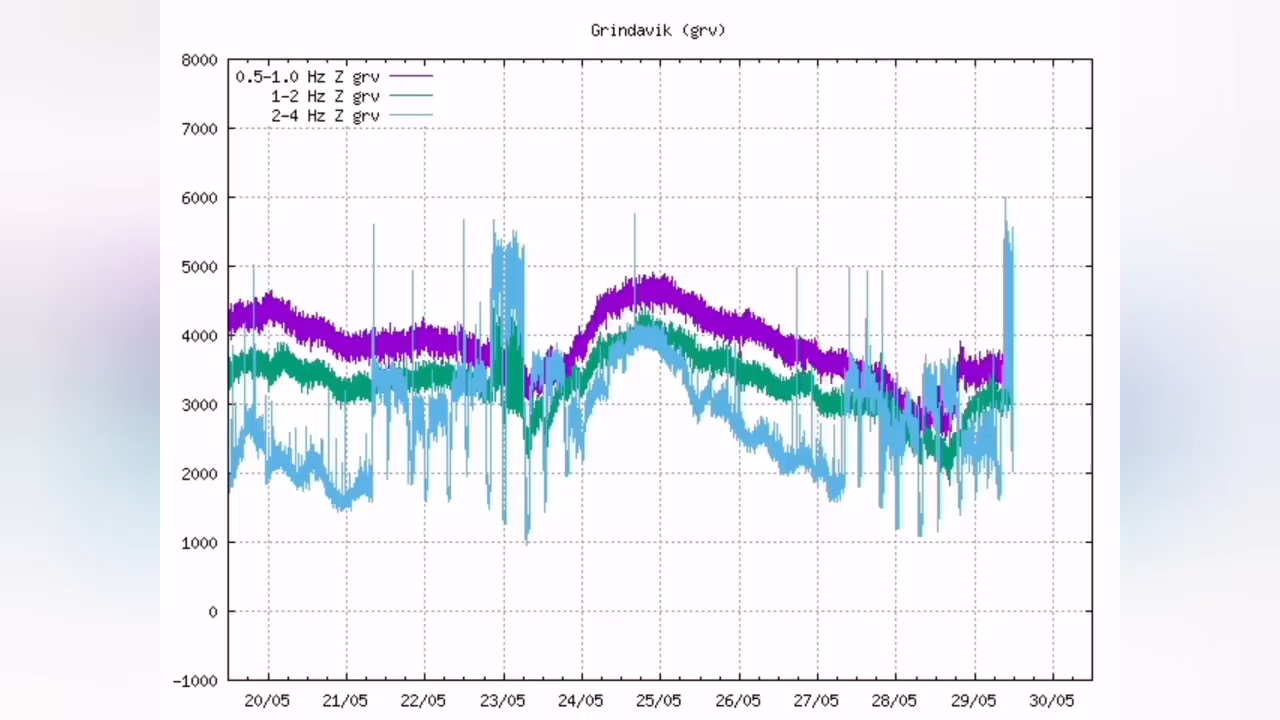 Grindavik (grv)
0.5-1.0 Hz Z grv
1-2 Hz Z grv
2-4 Hz Z grv
8000
7000
6000
5000
4000
3000
2000
1000
0
-1000
20/05 21/05 22/05 23/05 24/05 25/05 26/05 27/05 28/05 29/05 30/05